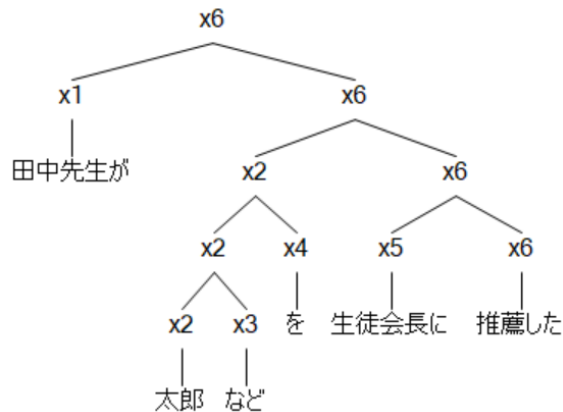 x6
x1 x6
田中先生が
x2 x6
x2 x4 x5 x6
x2 x3 を 生徒会長に 推薦した
太郎 など